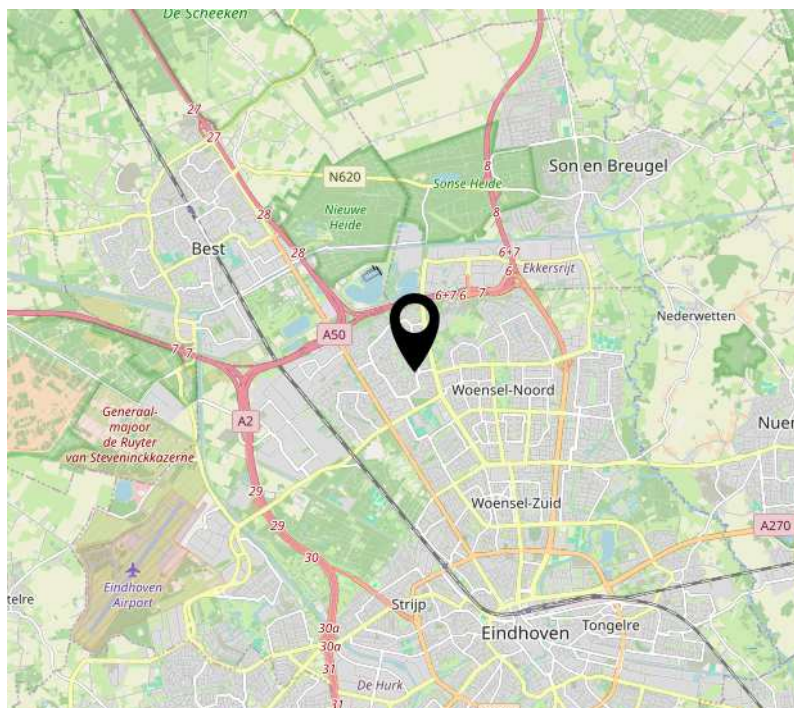 De Scheeken
27
27
N620
Son en Breugel
8
Sonse Heide
Nieuwe
Heide
28
8
Best
28
6+7
6
Ekkersrijt
6+7
6
7
A50
Nederwetten
7
7
Woensel-Noord
Generaal-
majoor
de Ruyter
van Steveninckkazerne
A2
Nuer
29
Woensel-Zuid
29
A270
30
Eindhoven
Airport
telre
Strijp
30a
Eindhoven
Tongelre
30a
31
De Hurk
31